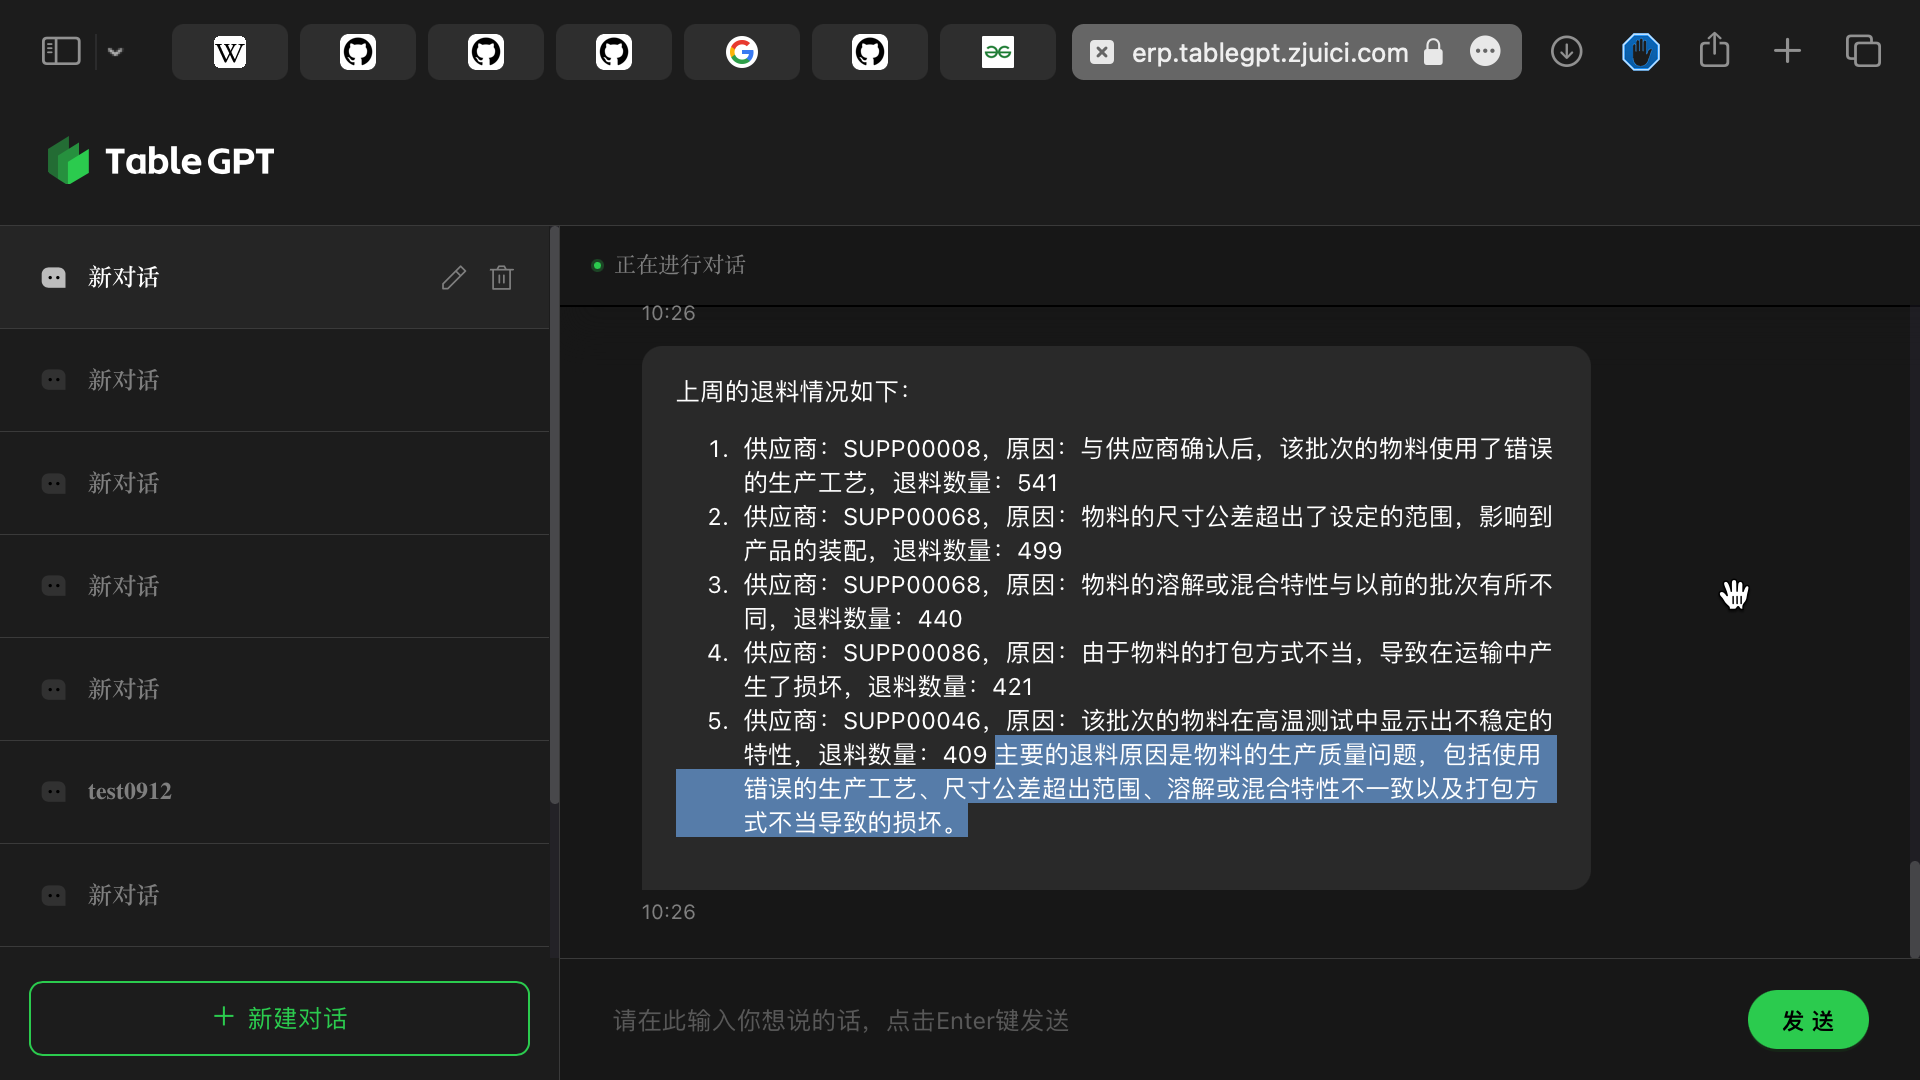 W
G
erp.tablegpt.zjuici.com
TableGPT
新对话
新对话
新对话
新对话
新对话
test0912
新对话
+ 新建对话
正在进行对话
10:26
上周的退料情况如下：
1. 供应商：SUPP00008，原因：与供应商确认后，该批次的物料使用了错误
的生产工艺，退料数量：541
2. 供应商：SUPP00068，原因：物料的尺寸公差超出了设定的范围，影响到
产品的装配，退料数量：499
3. 供应商：SUPP00068，原因：物料的溶解或混合特性与以前的批次有所不
同，退料数量：440
4. 供应商：SUPP00086，原因：由于物料的打包方式不当，导致在运输中产
生了损坏，退料数量：421
5. 供应商：SUPP00046，原因：该批次的物料在高温测试中显示出不稳定的
特性，退料数量：409 主要的退料原因是物料的生产质量问题，包括使用
错误的生产工艺、尺寸公差超出范围、溶解或混合特性不一致以及打包方
式不当导致的损坏。
10:26
请在此输入你想说的话，点击Enter键发送
发 送